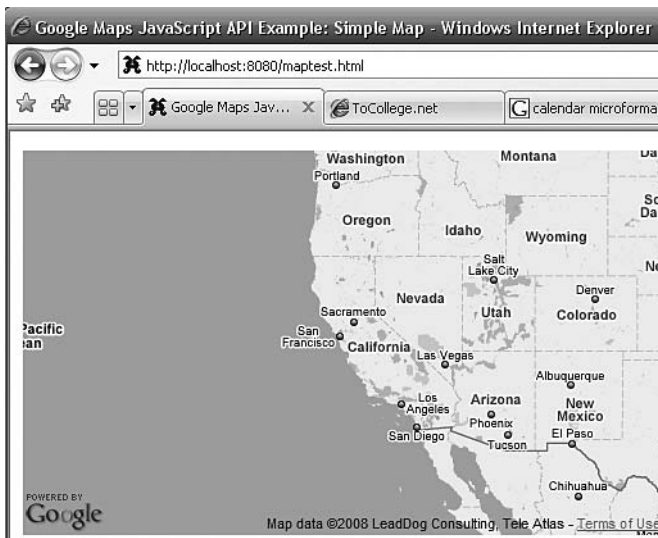 Google Maps JavaScript API Example: Simple Map - Windows Internet Explorer
http://localhost:8080/maptest.html
Google Maps Jav... X
ToCollege.net
G calendar microforma
Washington
Montana
Portland
Oregon
Idaho
Wyoming
Salt
Lake City
Denver
Nevada
Utah
Colorado
Sacramento
San
Francisco
California
Pacific
Las Vegas
Albuquerque
Los
Angeles
Arizona
New
Mexico
Phoenix
San Diego
Tucson
El Paso
Chihuahua
POWERED BY
Google
Map data ©2008 LeadDog Consulting, Tele Atlas - Terms of Use